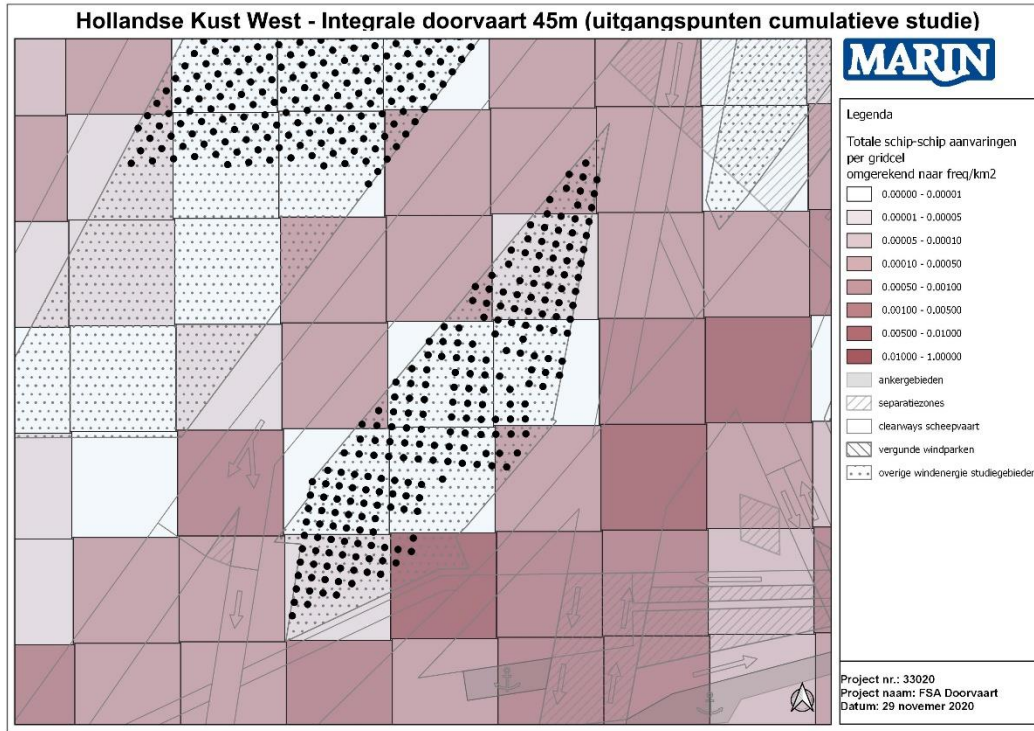 Hollandse Kust West - Integrale doorvaart 45m (uitgangspunten cumulatieve studie)
MARIN
Legenda
Totale schip-schip aanvaringen
per gridcel
omgerekend naar freq/km2
0.00000 - 0.00001
0.00001 - 0.00005
0.00005 - 0.00010
0.00010 - 0.00050
0.00050 - 0.00100
0.00100 - 0.00500
0.00500 - 0.01000
0.01000 - 1.00000
ankergebieden
separatiezones
clearways scheepvaart
vergunde windparken
overige windenergie studiegebieden
Project nr.: 33020
Project naam: FSA Doorvaart
Datum: 29 novemer 2020